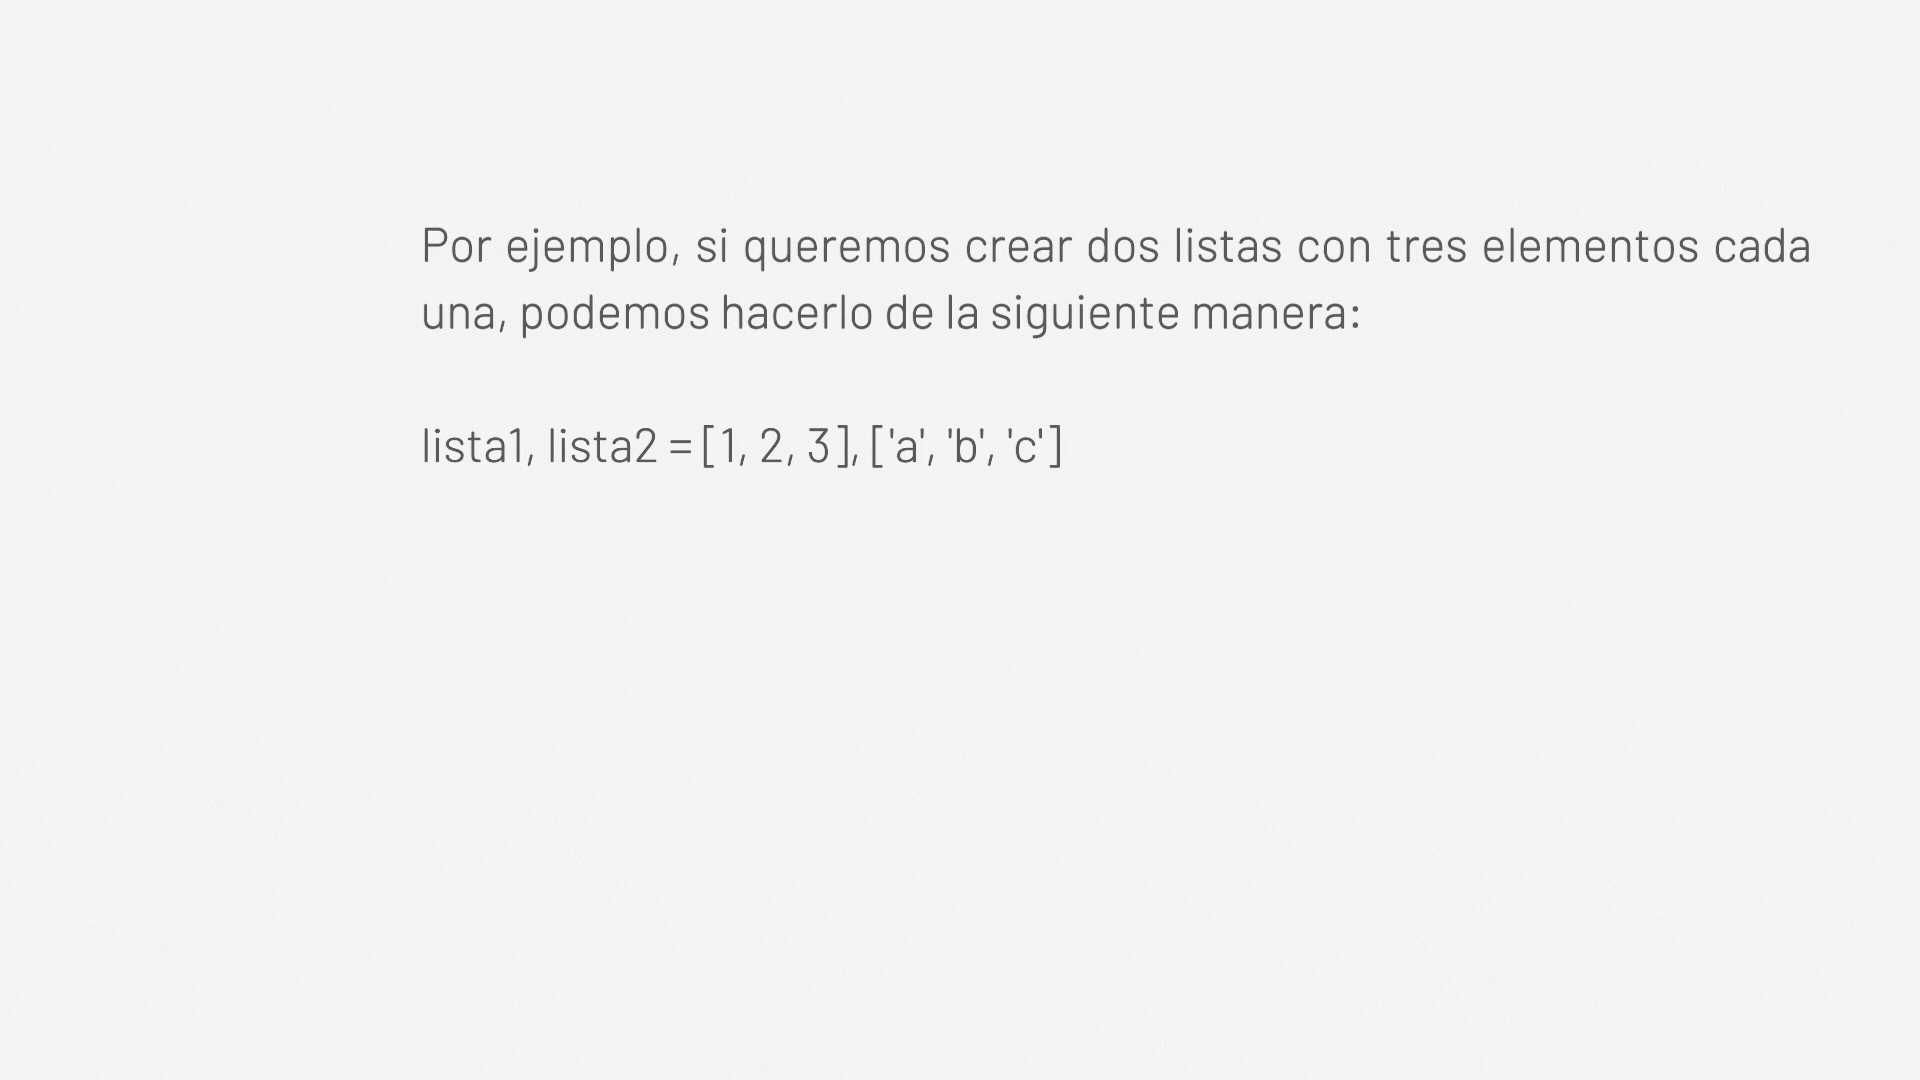 Por ejemplo, si queremos crear dos listas con tres elementos cada
una, podemos hacerlo de la siguiente manera:
lista1, lista2 = [1, 2, 3], ['a', 'b', 'c']